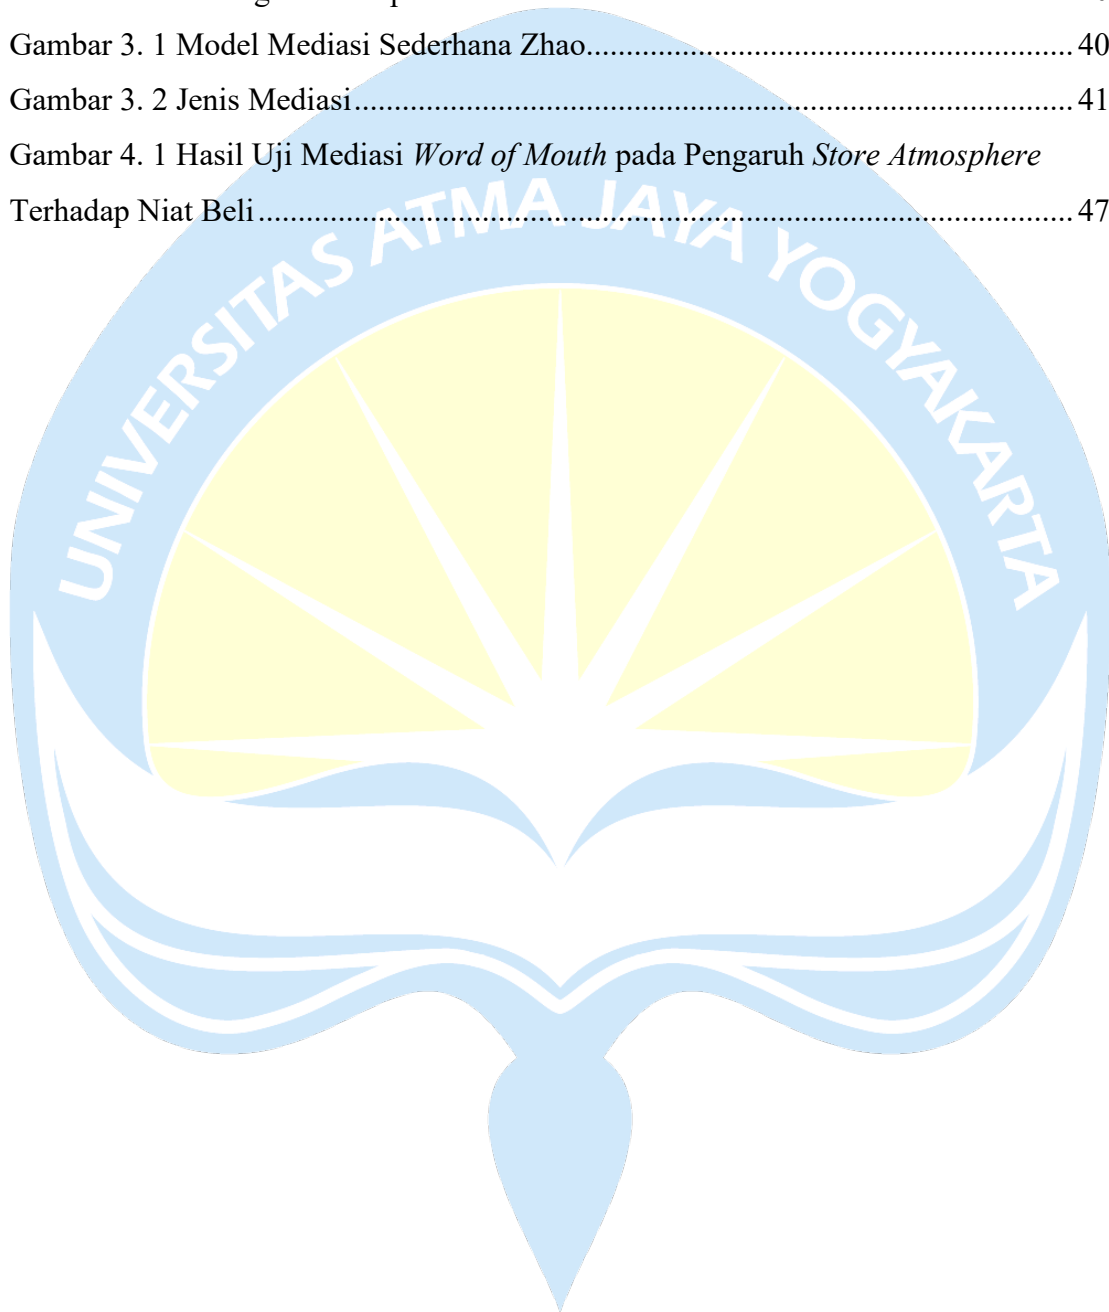 Gambar 3. 1 Model Mediasi Sederhana Zhao............................................................. 40
Gambar 3. 2 Jenis Mediasi.......................................................................................... 41
Gambar 4. 1 Hasil Uji Mediasi Word of Mouth pada Pengaruh Store Atmosphere
Terhadap Niat Beli...................................................................................................... 47
UNIVERSITAS ATMA JAYA YOGYAKARTA